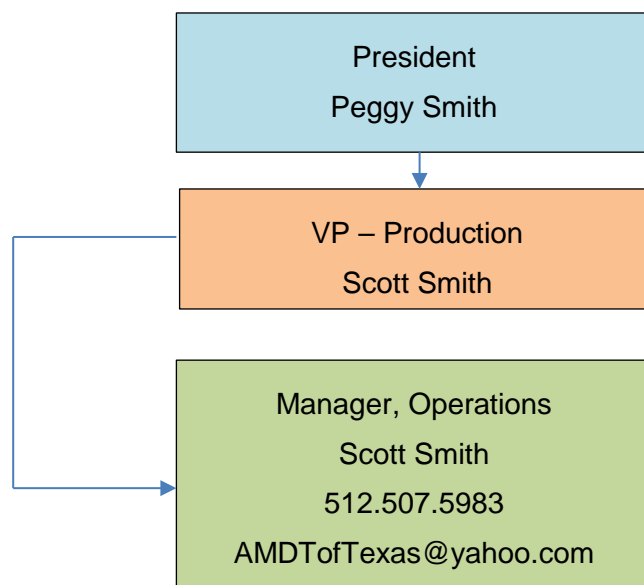 President
Peggy Smith
VP – Production
Scott Smith
Manager, Operations
Scott Smith
512.507.5983
AMDTofTexas@yahoo.com